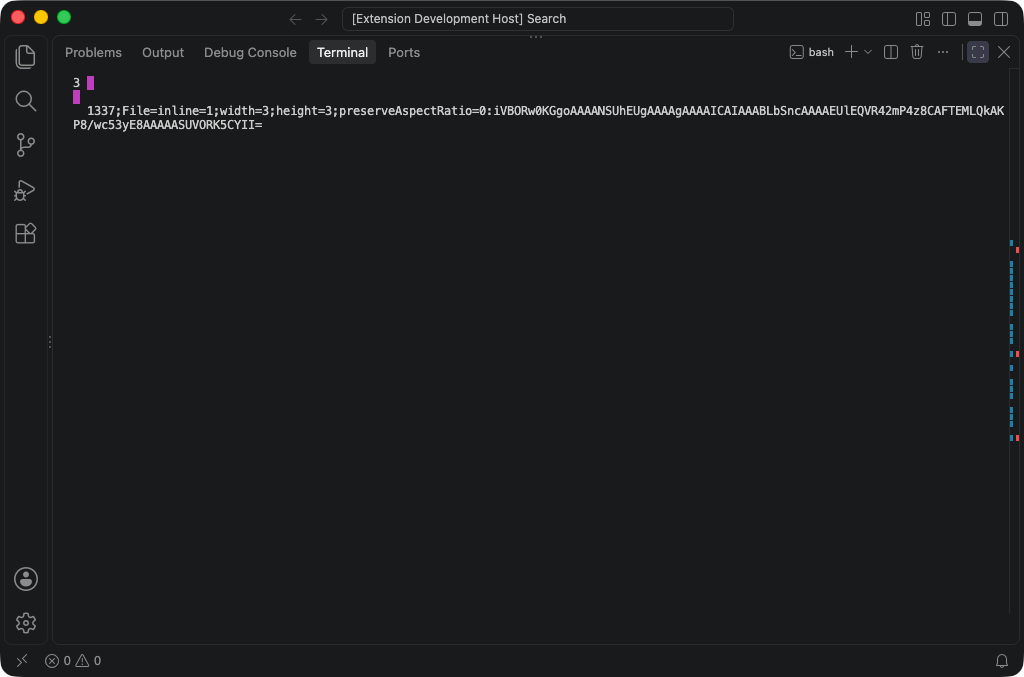 [Extension Development Host] Search
Problems Output Debug Console Terminal Ports
bash
3
1337;File=inline=1;width=3;height=3;preserveAspectRatio=0:iVBORw0KGgoAAAANSUhEUgAAAAgAAAAICAIAAABLbSncAAAAEUlEQVR42mP4z8CAFTEMLQkAK
P8/wc53yE8AAAAASUVORK5CYII=
0 0